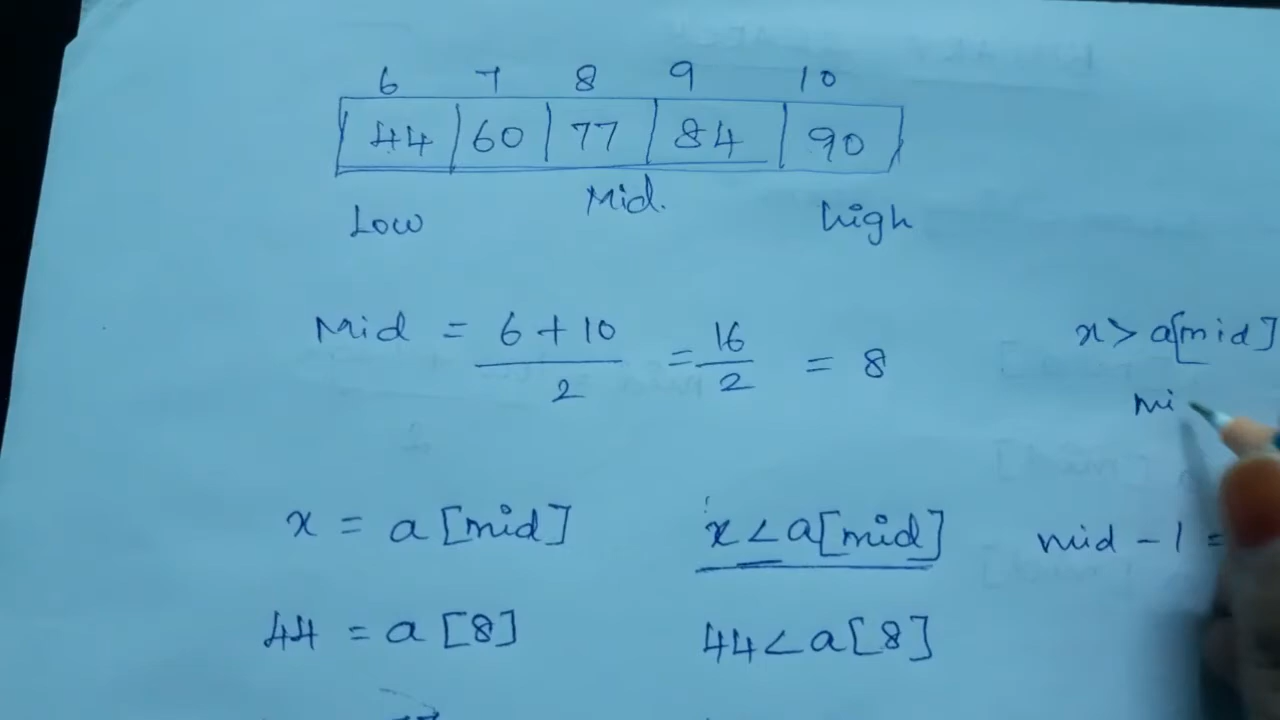 6 7 8 9 10
44 60 77 84 90
Low Mid. high
Mid = 6 + 10 / 2 = 16 / 2 = 8
x > a[mid]
mi
x = a [mid] x < a[mid] mid - 1 =
44 = a [8] 44 < a [8]